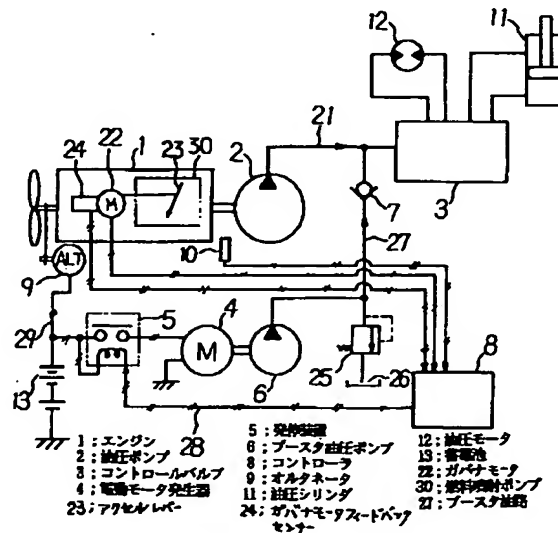 12
11
24
22
1
23
30
2
21
3
M
7
10
27
ALT
9
5
4
29
M
25
26
8
6
13
28
1；エンジン
2；油圧ポンプ
3；コントロールバルブ
4；電動モータ発生器
23；アクセルレバー
5；発停装置
6；ブースタ油圧ポンプ
8；コントローラ
9；オルタネータ
11；油圧シリンダ
24；ガバナモータフィードバック
センサー
12；油圧モータ
13；蓄電池
22；ガバナモータ
30；燃料噴射ポンプ
27；ブースタ油路